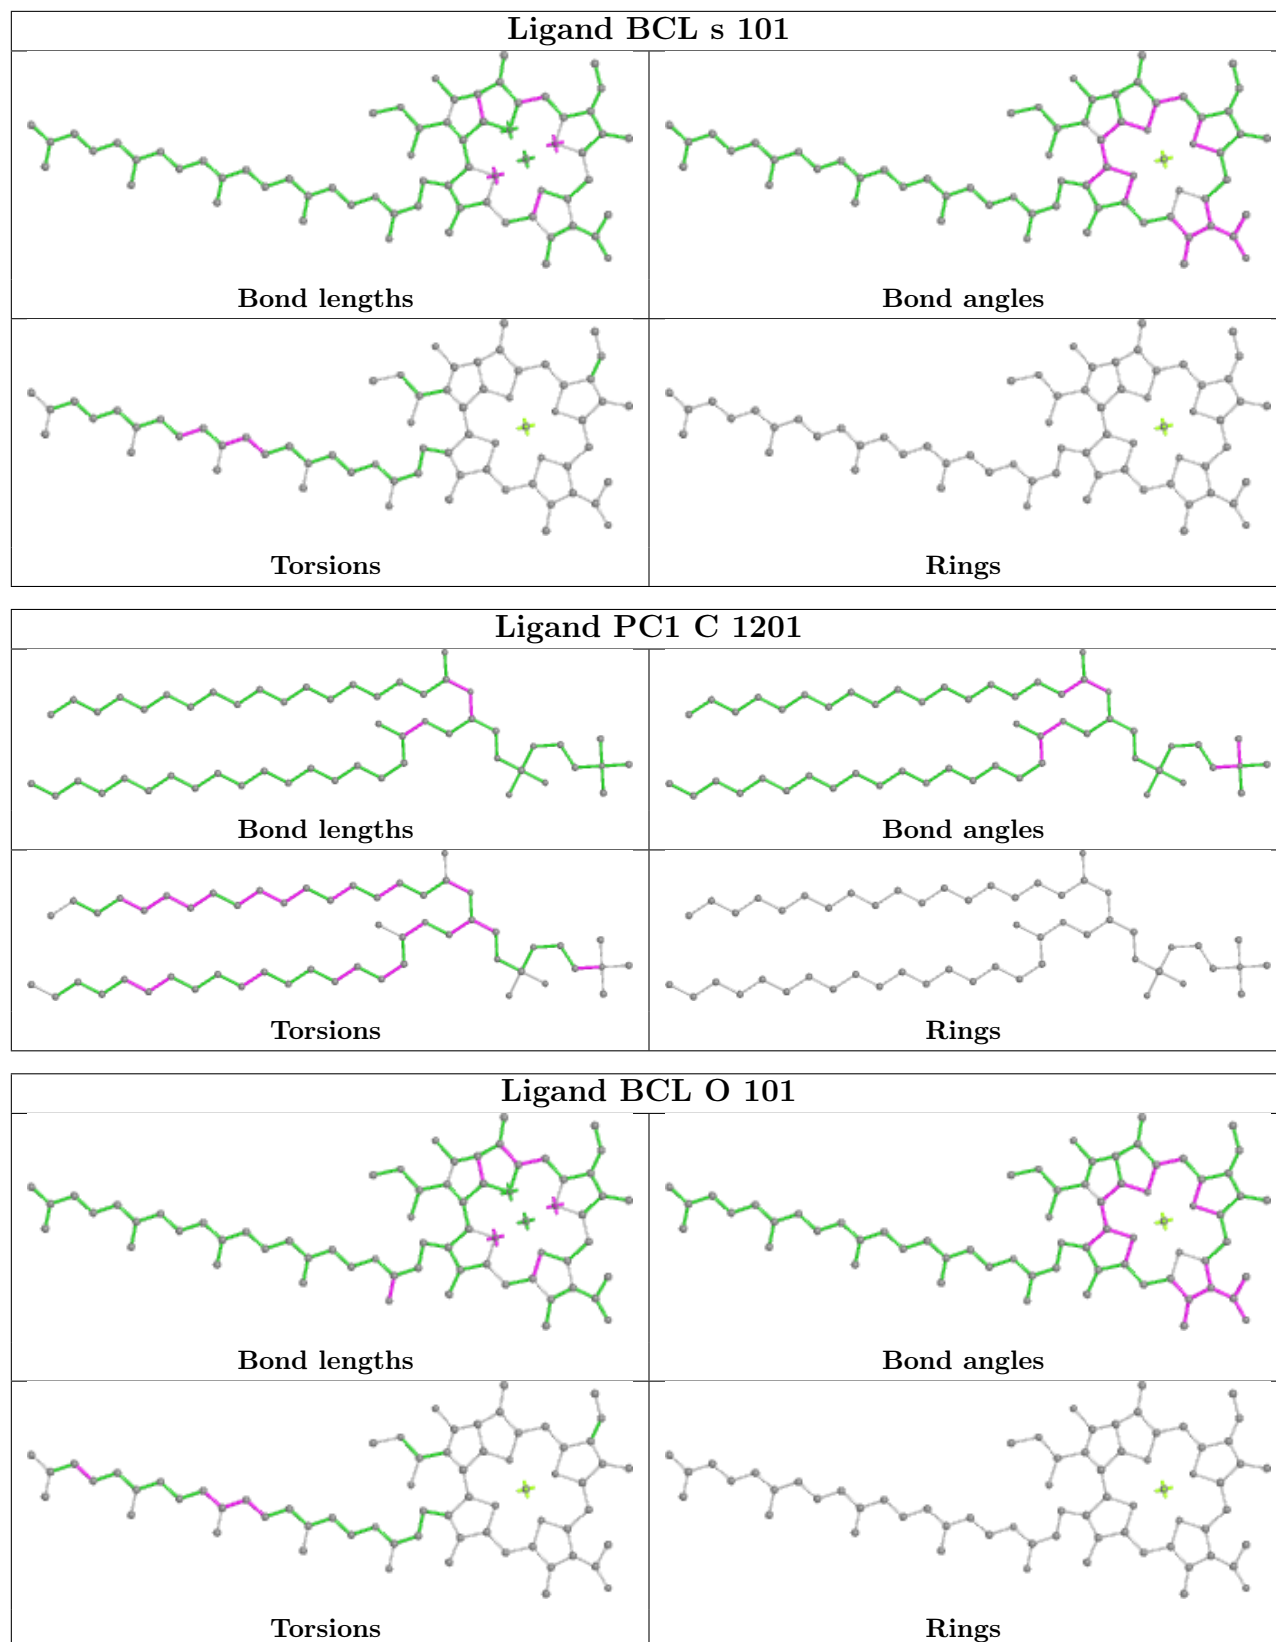 Ligand BCL s 101
Bond lengths
Bond angles
Torsions
Rings
Ligand PC1 C 1201
Bond lengths
Bond angles
Torsions
Rings
Ligand BCL O 101
Bond lengths
Bond angles
Torsions
Rings